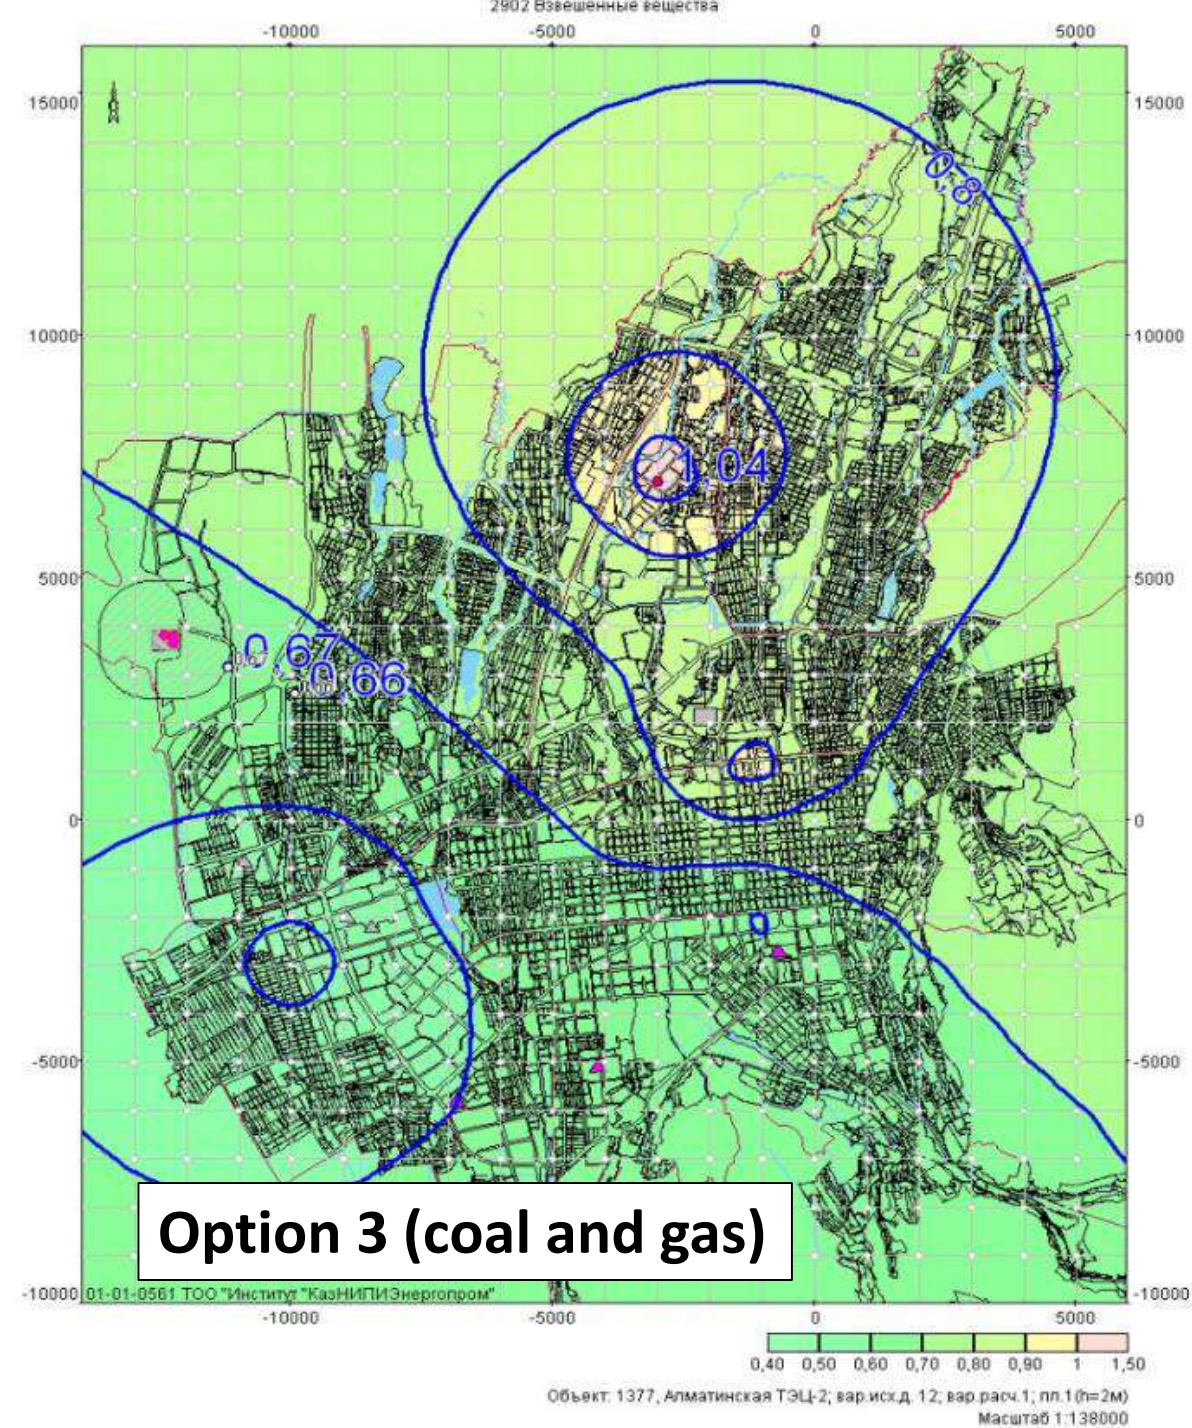 2902 Взвешенные вещества
-10000 -5000 0 5000
15000 15000
0,8
10000 10000
1,04
5000 5000
0,67
0,66
0 0
-5000 -5000
Option 3 (coal and gas)
-10000 01-01-0561 ТОО "Институт "КазНИПИЭнергопром" -10000
-10000 -5000 0 5000
0,40 0,50 0,60 0,70 0,80 0,90 1 1,50
Объект: 1377, Алматинская ТЭЦ-2; вар.исх.д. 12; вар.расч.1; пл.1(h=2м)
Масштаб 1:138000